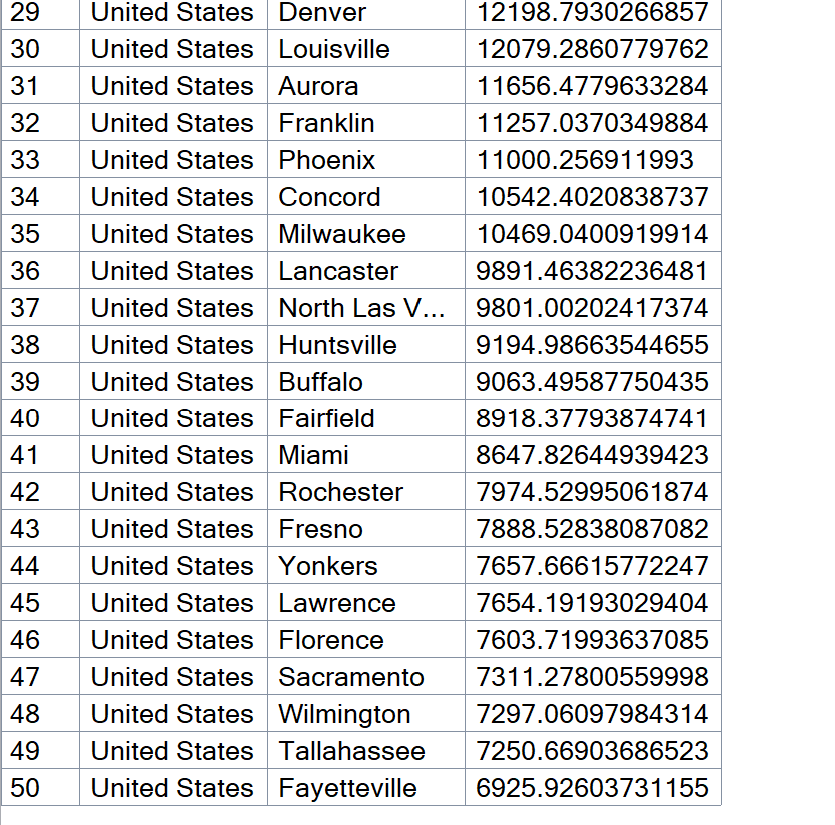 29 United States Denver 12198.7930266857
30 United States Louisville 12079.2860779762
31 United States Aurora 11656.4779633284
32 United States Franklin 11257.0370349884
33 United States Phoenix 11000.256911993
34 United States Concord 10542.4020838737
35 United States Milwaukee 10469.0400919914
36 United States Lancaster 9891.46382236481
37 United States North Las V... 9801.00202417374
38 United States Huntsville 9194.98663544655
39 United States Buffalo 9063.49587750435
40 United States Fairfield 8918.37793874741
41 United States Miami 8647.82644939423
42 United States Rochester 7974.52995061874
43 United States Fresno 7888.52838087082
44 United States Yonkers 7657.66615772247
45 United States Lawrence 7654.19193029404
46 United States Florence 7603.71993637085
47 United States Sacramento 7311.27800559998
48 United States Wilmington 7297.06097984314
49 United States Tallahassee 7250.66903686523
50 United States Fayetteville 6925.92603731155